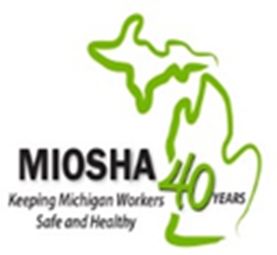 MIOSHA
40 YEARS
Keeping Michigan Workers
Safe and Healthy